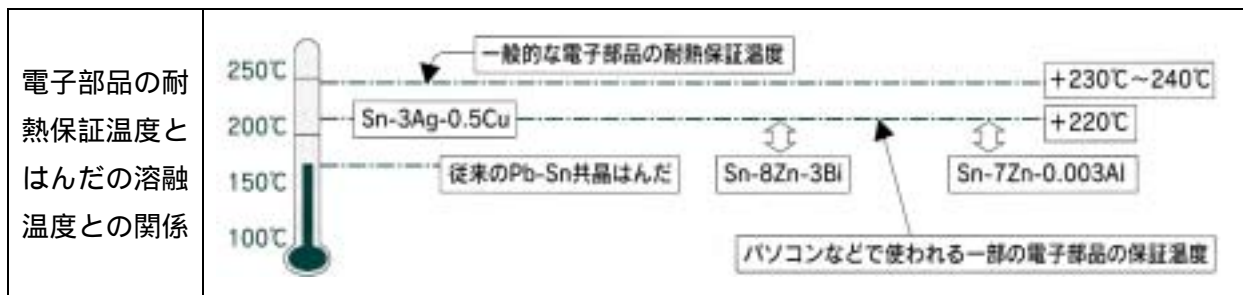 電子部品の耐
熱保証温度と
はんだの溶融
温度との関係
250℃
200℃
150℃
100℃
一般的な電子部品の耐熱保証温度
+230℃~240℃
Sn-3Ag-0.5Cu
+220℃
従来のPb-Sn共晶はんだ
Sn-8Zn-3Bi
Sn-7Zn-0.003Al
パソコンなどで使われる一部の電子部品の保証温度